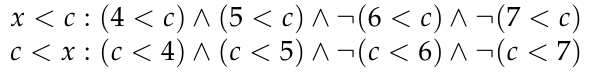 x < c : (4 < c) ∧ (5 < c) ∧ ¬(6 < c) ∧ ¬(7 < c)
c < x : (c < 4) ∧ (c < 5) ∧ ¬(c < 6) ∧ ¬(c < 7)